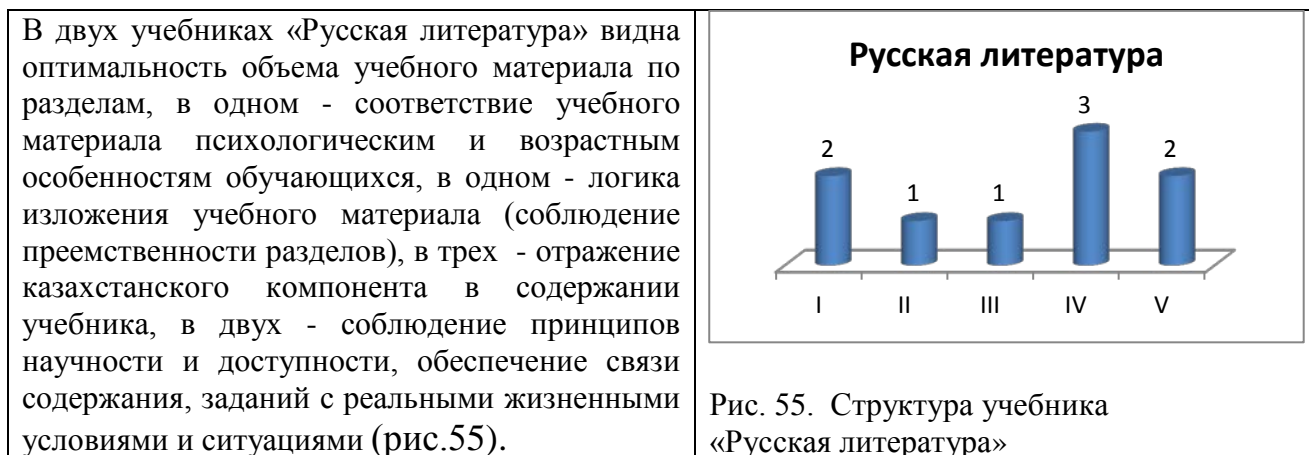 В двух учебниках «Русская литература» видна
оптимальность объема учебного материала по
разделам, в одном - соответствие учебного
материала психологическим и возрастным
особенностям обучающихся, в одном - логика
изложения учебного материала (соблюдение
преемственности разделов), в трех - отражение
казахстанского компонента в содержании
учебника, в двух - соблюдение принципов
научности и доступности, обеспечение связи
содержания, заданий с реальными жизненными
условиями и ситуациями (рис.55).
Русская литература
2 1 1 3 2
I II III IV V
Рис. 55. Структура учебника
«Русская литература»